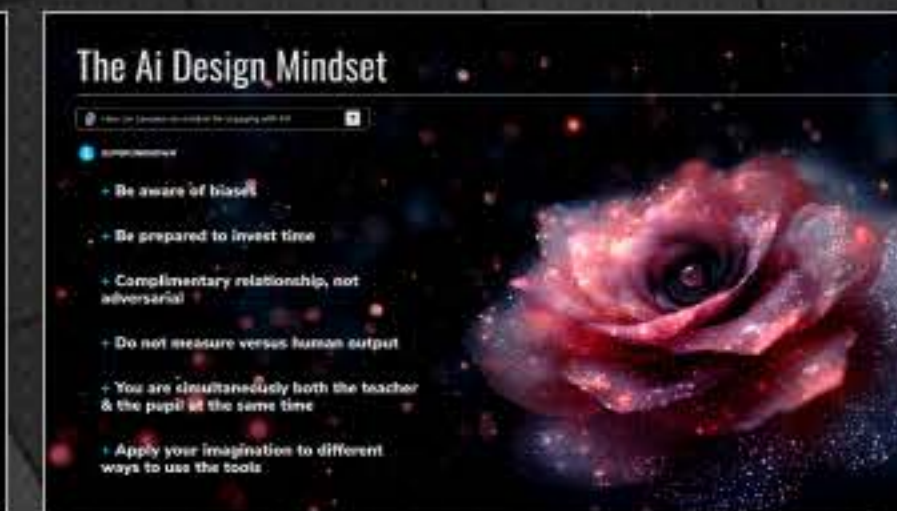 The Ai Design Mindset
+ Be aware of biases
+ Be prepared to invest time
+ Complimentary relationship, not
adversarial
+ Do not measure versus human output
+ You are simultaneously both the teacher
& the pupil at the same time
+ Apply your imagination to different
ways to use the tools